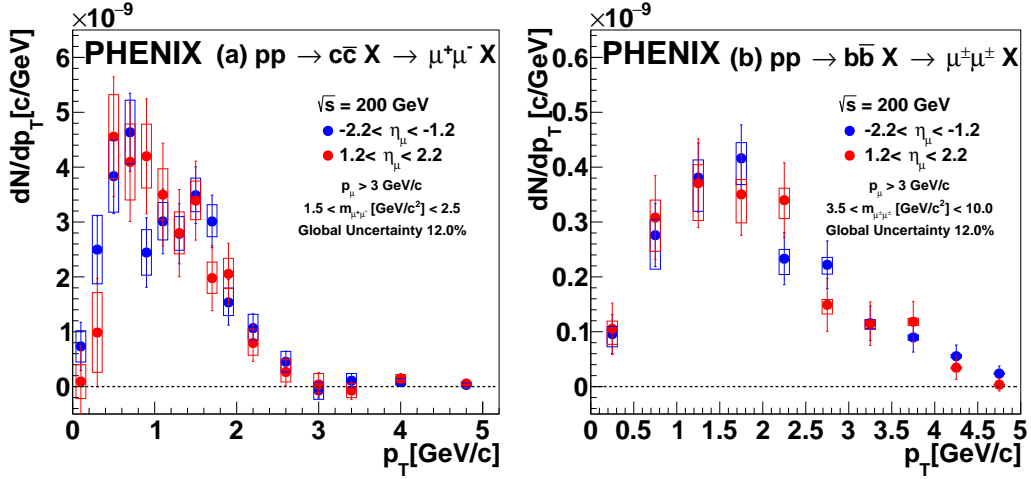 ×10⁻⁹
PHENIX (a) pp → cc̅ X → μ⁺μ⁻ X
√s = 200 GeV
-2.2< η_μ < -1.2
1.2< η_μ < 2.2
p_μ > 3 GeV/c
1.5 < m_μ⁺μ⁻ [GeV/c²] < 2.5
Global Uncertainty 12.0%
dN/dp_T[c/GeV]
6
5
4
3
2
1
0
0 1 2 3 4 5
p_T[GeV/c]
×10⁻⁹
PHENIX (b) pp → bb̅ X → μ^±μ^± X
√s = 200 GeV
-2.2< η_μ < -1.2
1.2< η_μ < 2.2
p_μ > 3 GeV/c
3.5 < m_μ^±μ^± [GeV/c²] < 10.0
Global Uncertainty 12.0%
dN/dp_T [c/GeV]
0.6
0.5
0.4
0.3
0.2
0.1
0
0 0.5 1 1.5 2 2.5 3 3.5 4 4.5 5
p_T[GeV/c]